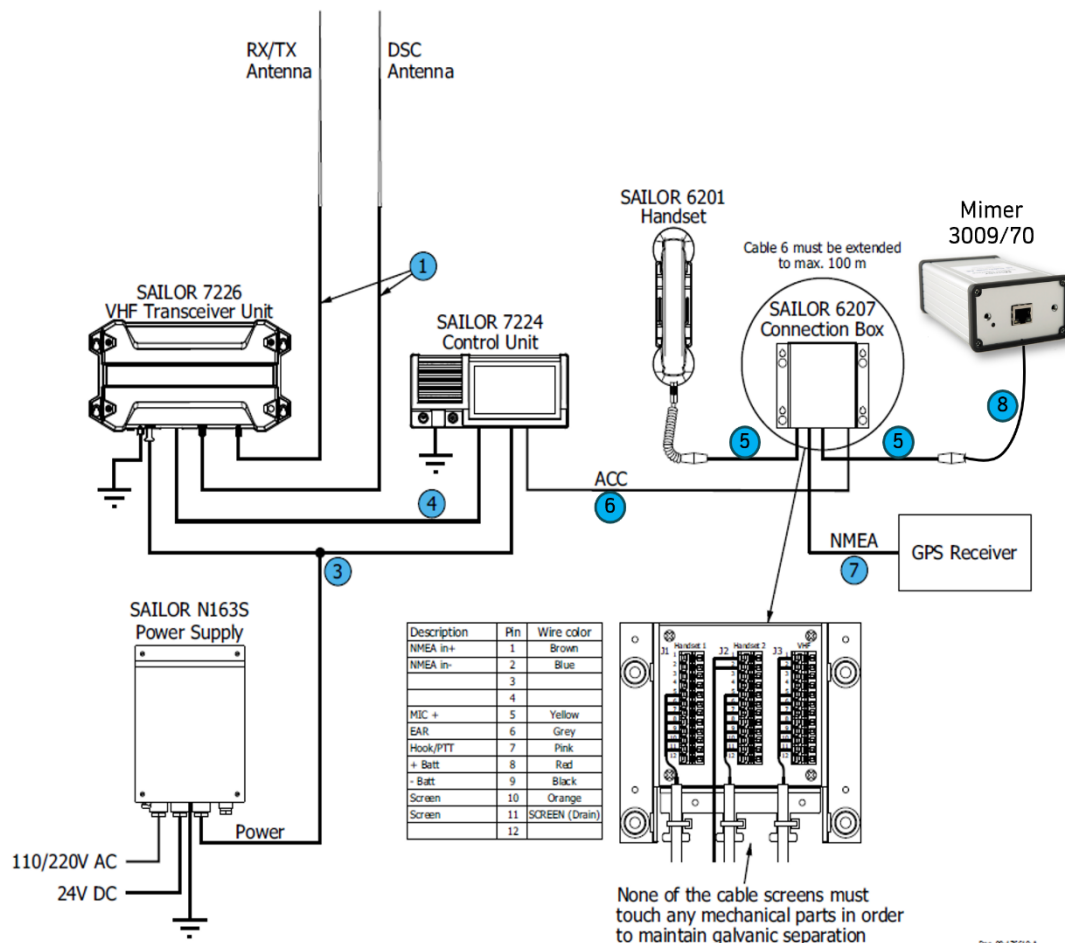 RX/TX
Antenna
DSC
Antenna
1
SAILOR 6201
Handset
Mimer
3009/70
Cable 6 must be extended
to max. 100 m
SAILOR 7226
VHF Transceiver Unit
SAILOR 7224
Control Unit
SAILOR 6207
Connection Box
8
5
5
ACC
6
4
NMEA
7
GPS Receiver
3
SAILOR N163S
Power Supply
Description Pin Wire color
NMEA in+ 1 Brown
NMEA in- 2 Blue
3
4
MIC + 5 Yellow
EAR 6 Grey
Hook/PTT 7 Pink
+ Batt 8 Red
- Batt 9 Black
Screen 10 Orange
Screen 11 SCREEN (Drain)
12
J1 Handset 1
J2 Handset 2
J3 VHF
Power
110/220V AC
24V DC
None of the cable screens must
touch any mechanical parts in order
to maintain galvanic separation